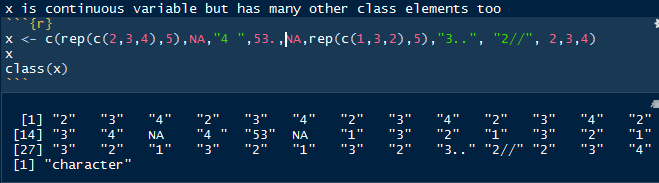 x is continuous variable but has many other class elements too
```{r}
x <- c(rep(c(2,3,4),5),NA,"4 ",53.,NA,rep(c(1,3,2),5),"3..", "2//", 2,3,4)
x
class(x)
```
[1] "2" "3" "4" "2" "3" "4" "2" "3" "4" "2" "3" "4" "2"
[14] "3" "4" NA "4 " "53" NA "1" "3" "2" "1" "3" "2" "1"
[27] "3" "2" "1" "3" "2" "1" "3" "2" "3.." "2//" "2" "3" "4"
[1] "character"